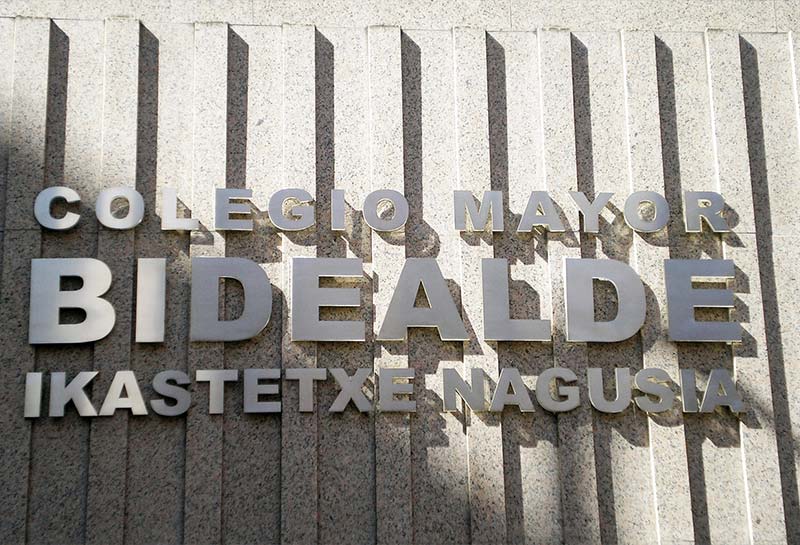 COLEGIO MAYOR
BIDEALDE
IKASTETXE NAGUSIA